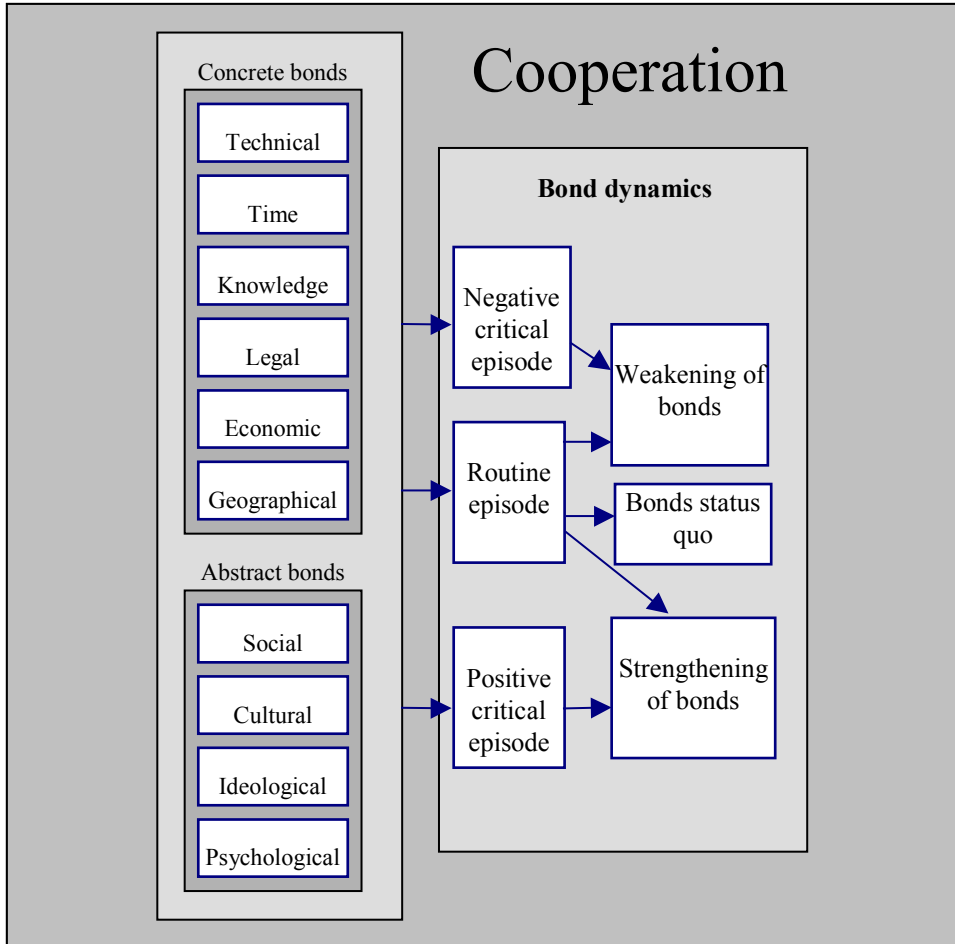 Cooperation
Concrete bonds
Technical
Time
Knowledge
Legal
Economic
Geographical
Abstract bonds
Social
Cultural
Ideological
Psychological
Bond dynamics
Negative
critical
episode
Routine
episode
Positive
critical
episode
Weakening of
bonds
Bonds status
quo
Strengthening
of bonds